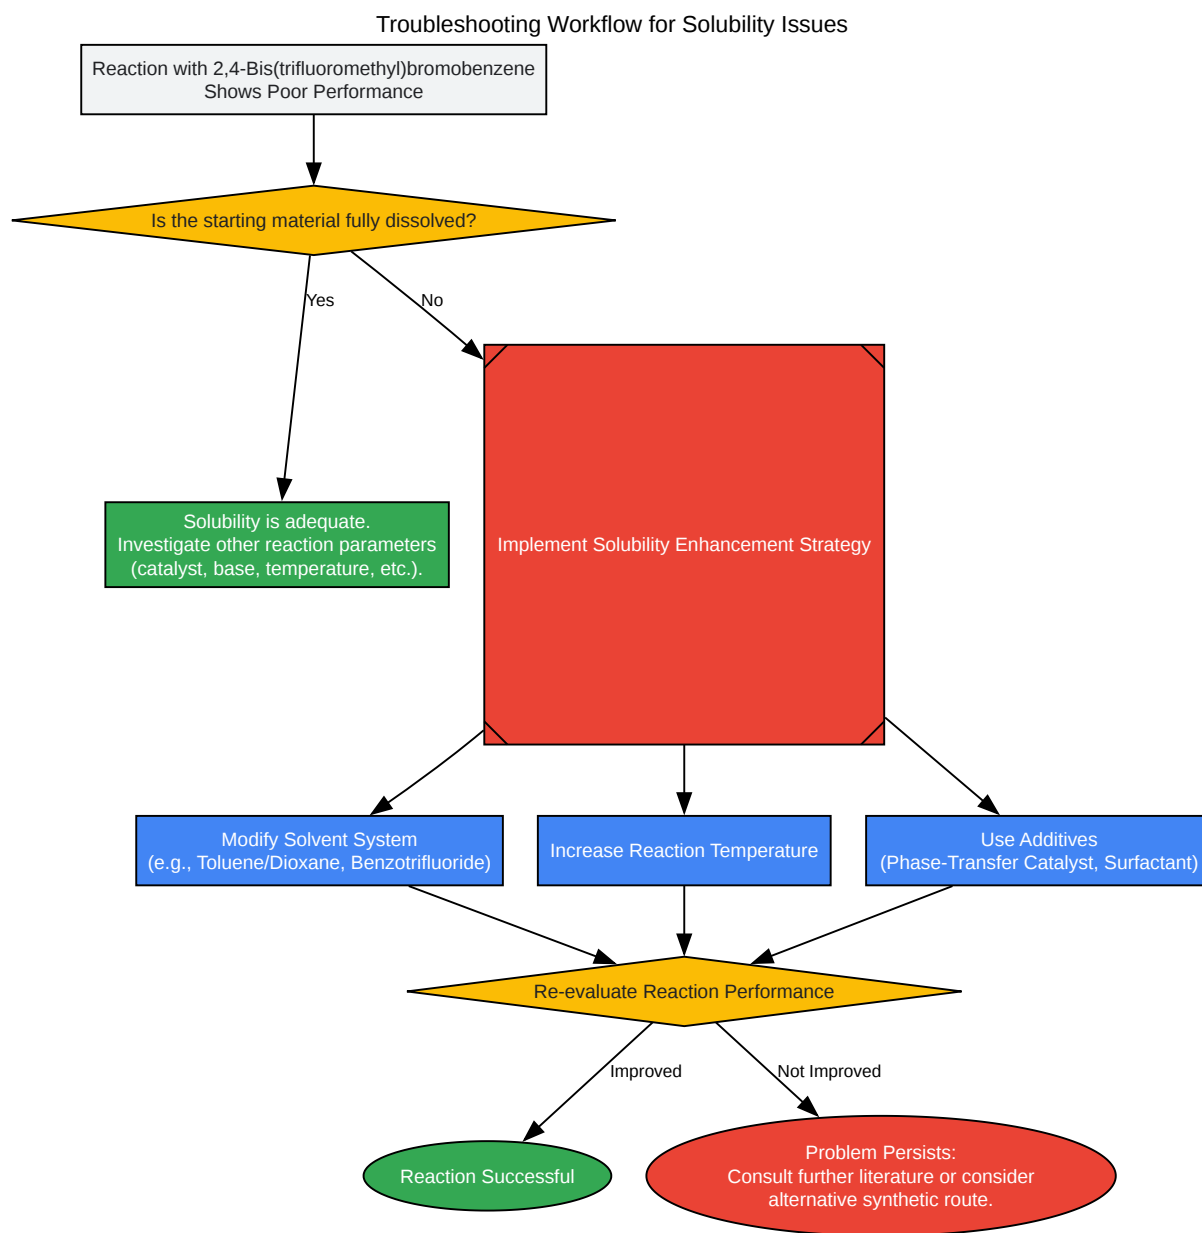 Troubleshooting Workflow for Solubility Issues
Reaction with 2,4-Bis(trifluoromethyl)bromobenzene
Shows Poor Performance
Is the starting material fully dissolved?
Yes
No
Solubility is adequate.
Investigate other reaction parameters
(catalyst, base, temperature, etc.).
Implement Solubility Enhancement Strategy
Modify Solvent System
(e.g., Toluene/Dioxane, Benzotrifluoride)
Increase Reaction Temperature
Use Additives
(Phase-Transfer Catalyst, Surfactant)
Re-evaluate Reaction Performance
Improved
Not Improved
Reaction Successful
Problem Persists:
Consult further literature or consider
alternative synthetic route.